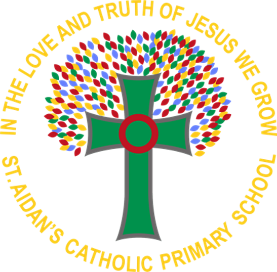 IN THE LOVE AND TRUTH OF JESUS WE GROW
ST. AIDAN'S CATHOLIC PRIMARY SCHOOL